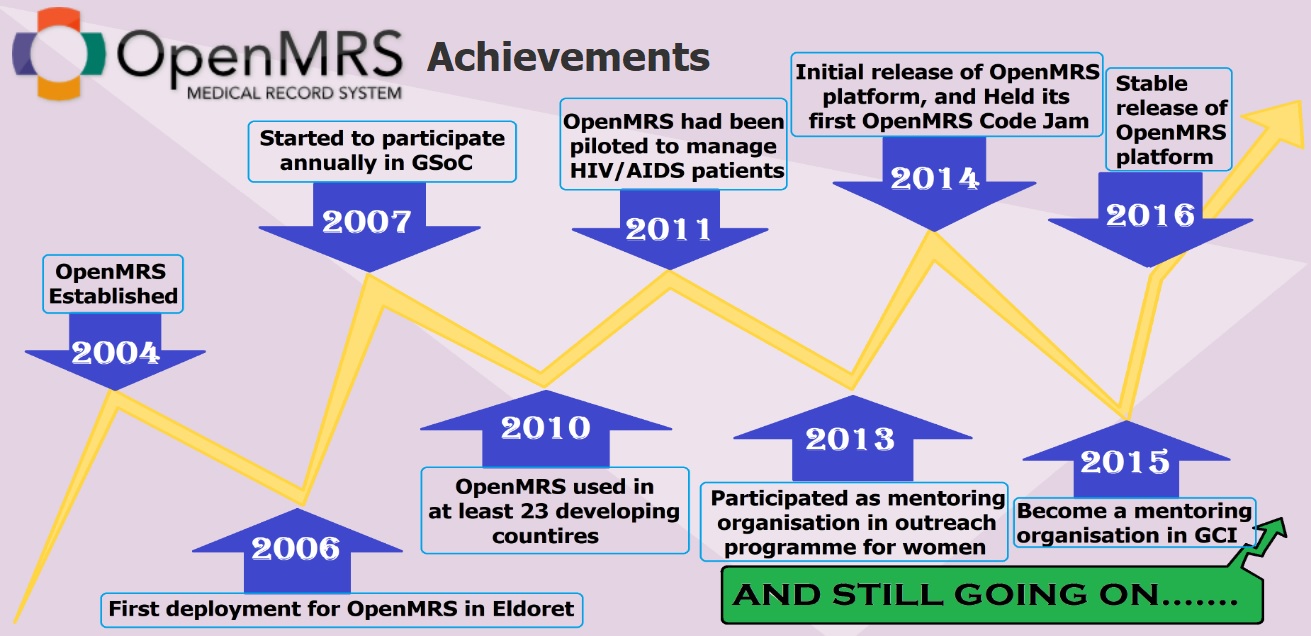 OpenMRS
MEDICAL RECORD SYSTEM
Achievements
OpenMRS
Established
2004
First deployment for OpenMRS in Eldoret
2006
Started to participate
annually in GSoC
2007
OpenMRS used in
at least 23 developing
countires
2010
OpenMRS had been
piloted to manage
HIV/AIDS patients
2011
Participated as mentoring
organisation in outreach
programme for women
2013
Initial release of OpenMRS
platform, and Held its
first OpenMRS Code Jam
2014
Become a mentoring
organisation in GCI
2015
Stable
release of
OpenMRS
platform
2016
AND STILL GOING ON.......